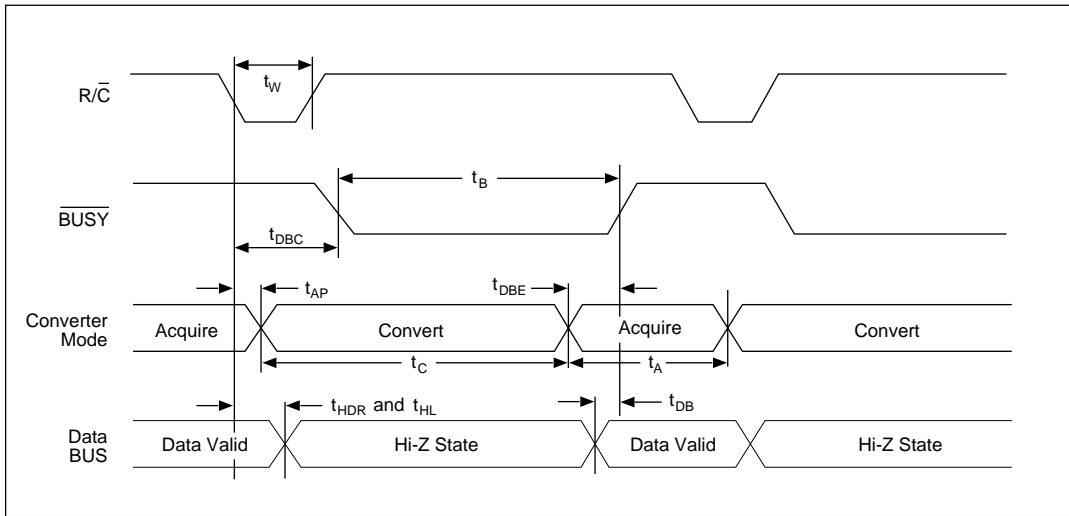 R/C̅
t_W
B̅U̅S̅Y̅
t_B
t_DBC
t_AP
t_DBE
Converter
Mode
Acquire
Convert
Acquire
Convert
t_C
t_A
t_HDR and t_HL
t_DB
Data
BUS
Data Valid
Hi-Z State
Data Valid
Hi-Z State